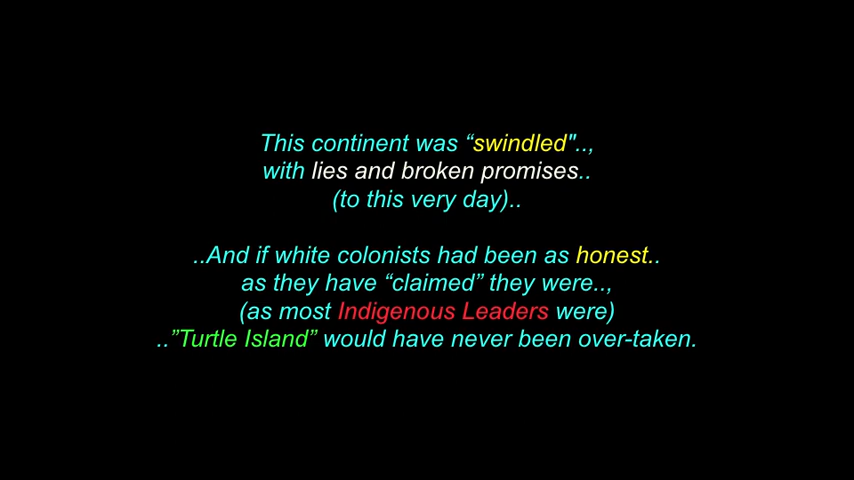 This continent was “swindled"..,
with lies and broken promises..
(to this very day)..
..And if white colonists had been as honest..
as they have “claimed” they were..,
(as most Indigenous Leaders were)
..”Turtle Island” would have never been over-taken.